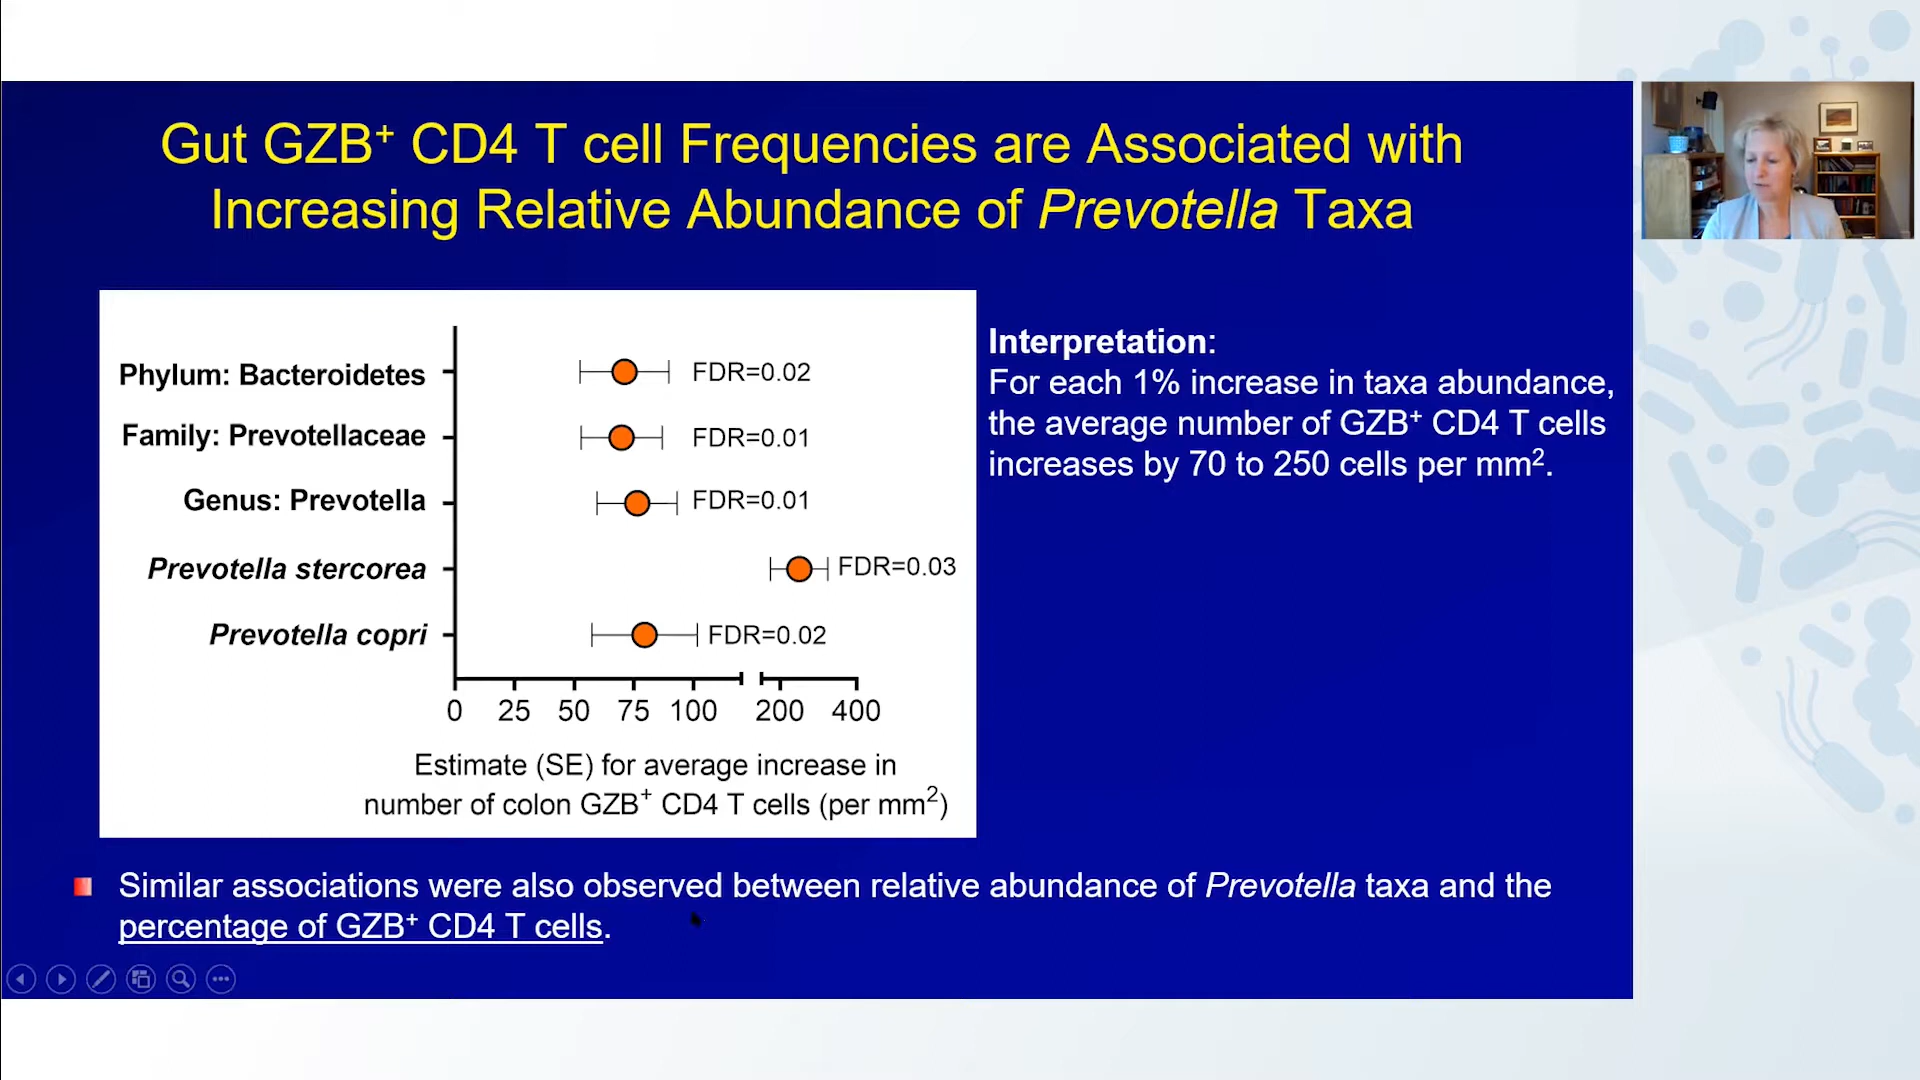 Gut GZB⁺ CD4 T cell Frequencies are Associated with
Increasing Relative Abundance of Prevotella Taxa
Phylum: Bacteroidetes
FDR=0.02
Family: Prevotellaceae
FDR=0.01
Genus: Prevotella
FDR=0.01
Prevotella stercorea
FDR=0.03
Prevotella copri
FDR=0.02
0 25 50 75 100 200 400
Estimate (SE) for average increase in
number of colon GZB⁺ CD4 T cells (per mm²)
Interpretation:
For each 1% increase in taxa abundance,
the average number of GZB⁺ CD4 T cells
increases by 70 to 250 cells per mm².
Similar associations were also observed between relative abundance of Prevotella taxa and the
percentage of GZB⁺ CD4 T cells.